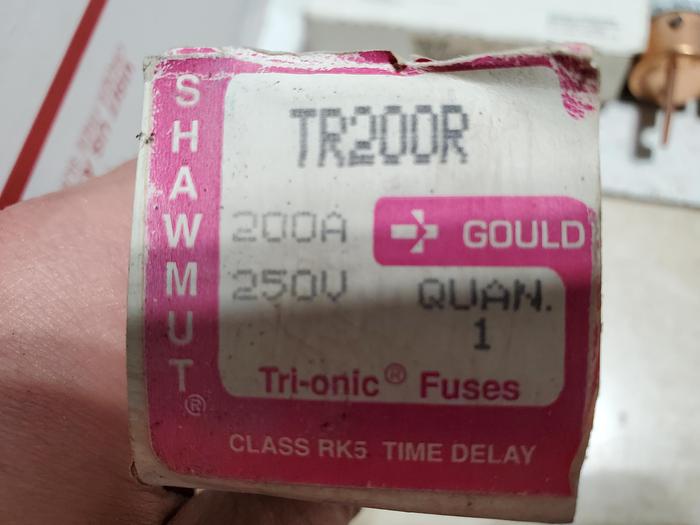 SHAWMUT®
TR200R
200A
GOULD
250V
QUAN.
1
Tri-onic® Fuses
CLASS RK5 TIME DELAY